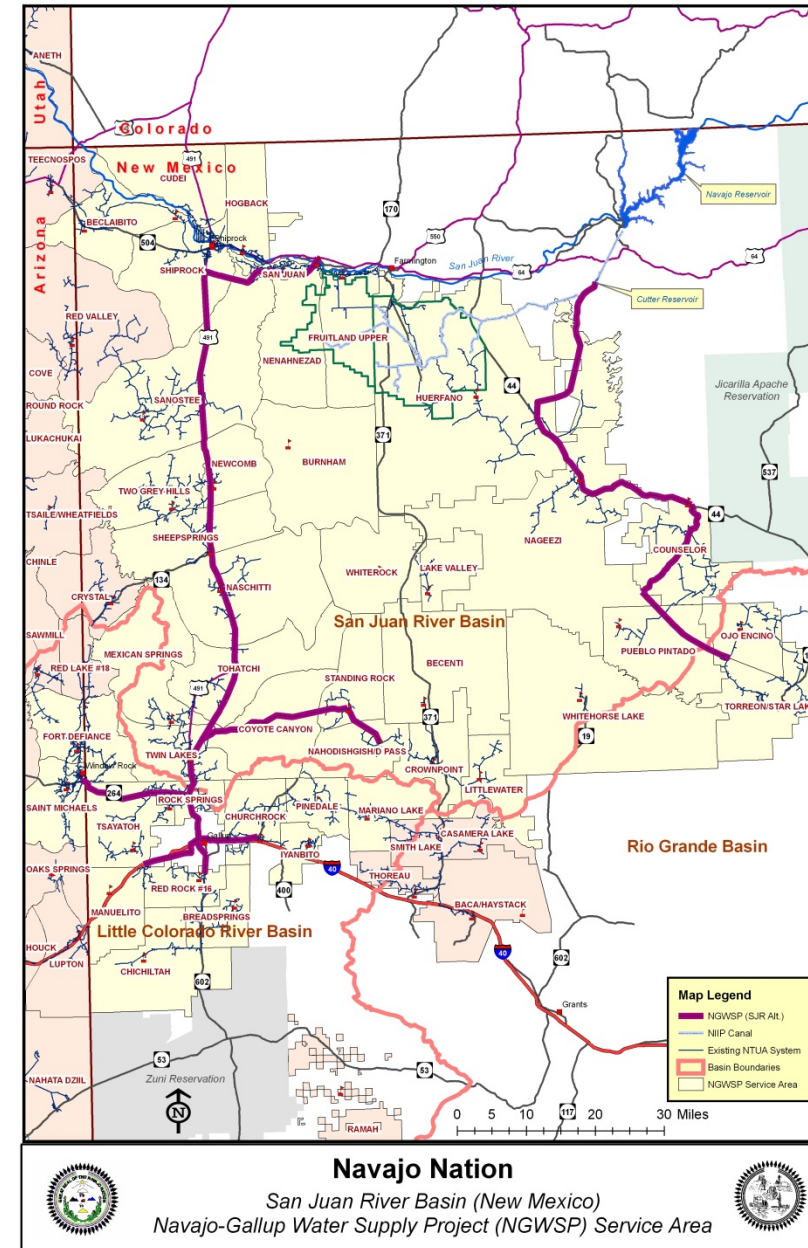 ANETH
Utah
Colorado
491
TEECNOSPOS
New Mexico
491
CUDEI
HOGBACK
Navajo Reservoir
BECLAIBITO
170
550
504
Shiprock
Arizona
Farmington
San Juan River
64
64
SHIPROCK
SAN JUAN
Cutter Reservoir
RED VALLEY
491
FRUITLAND UPPER
NENAHNEZAD
COVE
44
Jicarilla Apache
Reservation
SANOSTEE
HUERFANO
ROUND ROCK
371
LUKACHUKAI
NEWCOMB
BURNHAM
537
TWO GREY HILLS
TSAILE/WHEATFIELDS
44
SHEEPSPRINGS
NAGEEZI
COUNSELOR
CHINLE
134
WHITEROCK
LAKE VALLEY
NASCHITTI
CRYSTAL
San Juan River Basin
SAWMILL
OJO ENCINO
MEXICAN SPRINGS
PUEBLO PINTADO
RED LAKE #18
TOHATCHI
BECENTI
STANDING ROCK
491
TORREON/STAR LAK
COYOTE CANYON
371
WHITEHORSE LAKE
FORT DEFIANCE
19
TWIN LAKES
NAHODISHGISH/D PASS
Window Rock
CROWNPOINT
264
LITTLEWATER
SAINT MICHAELS
ROCK SPRINGS
PINEDALE
CHURCHROCK
MARIANO LAKE
TSAYATOH
CASAMERA LAKE
Gallup
SMITH LAKE
Rio Grande Basin
IYANBITO
40
OAKS SPRINGS
THOREAU
RED ROCK #16
400
MANUELITO
BACA/HAYSTACK
BREADSPRINGS
Little Colorado River Basin
HOUCK
40
LUPTON
602
CHICHILTAH
602
Grants
Map Legend
NGWSP (SJR Alt.)
NIIP Canal
Existing NTUA System
Basin Boundaries
NGWSP Service Area
53
NAHATA DZIIL
Zuni Reservation
53
N
RAMAH
117
0 5 10 20 30 Miles
Navajo Nation
San Juan River Basin (New Mexico)
Navajo-Gallup Water Supply Project (NGWSP) Service Area